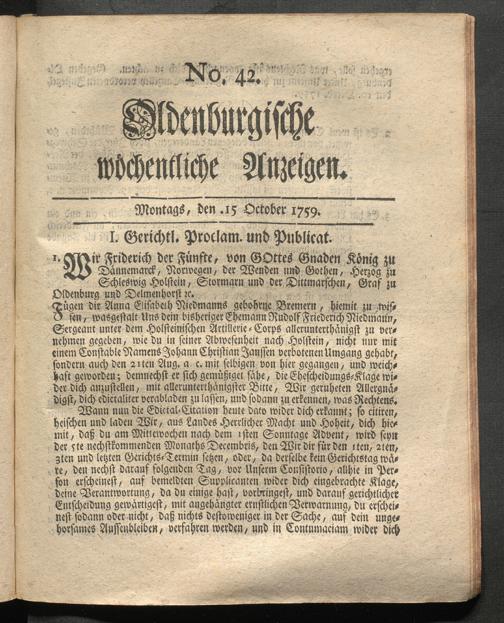 No. 42.
Oldenburgische
wöchentliche Anzeigen.
Montags, den .15 October 1759.
I. Gerichtl. Proclam. und Publicat.
1. Wir Friderich der Fünfte, von GOttes Gnaden König zu
Dännemarck, Norwegen, der Wenden und Gothen, Herzog zu
Schleswig Holstein, Stormarn und der Dittmarschen, Graf zu
Oldenburg und Delmenhorst ꝛc.
Fügen dir Anna Elisabeth Niedmanns gebohrne Bremern, hiemit zu wis-
sen, wasgestalt Uns dein bisheriger Ehemann Rudolf Friederich Niedmann,
Sergeant unter dem Holsteinischen Artillerie-Corps allerunterthänigst zu ver-
nehmen gegeben, wie du in seiner Abwesenheit nach Holstein, nicht nur mit
einem Constable Namens Johann Christian Janssen verbotenen Umgang gehabt,
sondern auch den 21ten Aug. a c. mit selbigen von hier gegangen, und weich-
haft geworden; demnechst er sich gemüßiget sähe, die Ehescheidungs-Klage wi-
der dich anzustellen, mit allerunterthänigster Bitte, Wir geruheten Allergnä-
digst, dich edictaliter verabladen zu lassen, und sodann zu erkennen, was Rechtens.
Wann nun die Edictal-Citation heute dato wider dich erkannt; so citiren,
heischen und laden Wir, aus Landes Herrlicher Macht und Hoheit, dich hie-
mit, daß du am Mittewochen nach dem 1sten Sonntage Advent, wird seyn
der 5te nechstkommenden Monaths Decembris, den Wir dir für den 1ten, 2ten,
3ten und letzten Gerichts-Termin setzen, oder, da derselbe kein Gerichstag wä-
re, den nechst darauf folgenden Tag, vor Unserm Consistorio, allhie in Per-
son erscheinest, auf bemeldten Supplicanten wider dich eingebrachte Klage,
deine Verantwortung, da du einige hast, vorbringest, und darauf gerichtlicher
Entscheidung gewärtigest, mit angehängter ernstlichen Verwarnung, du erschei-
nest sodann oder nicht, daß nichts destoweniger in der Sache, auf dein unge-
horsames Aussenbleiben, verfahren werden, und in Contumaciam wider dich